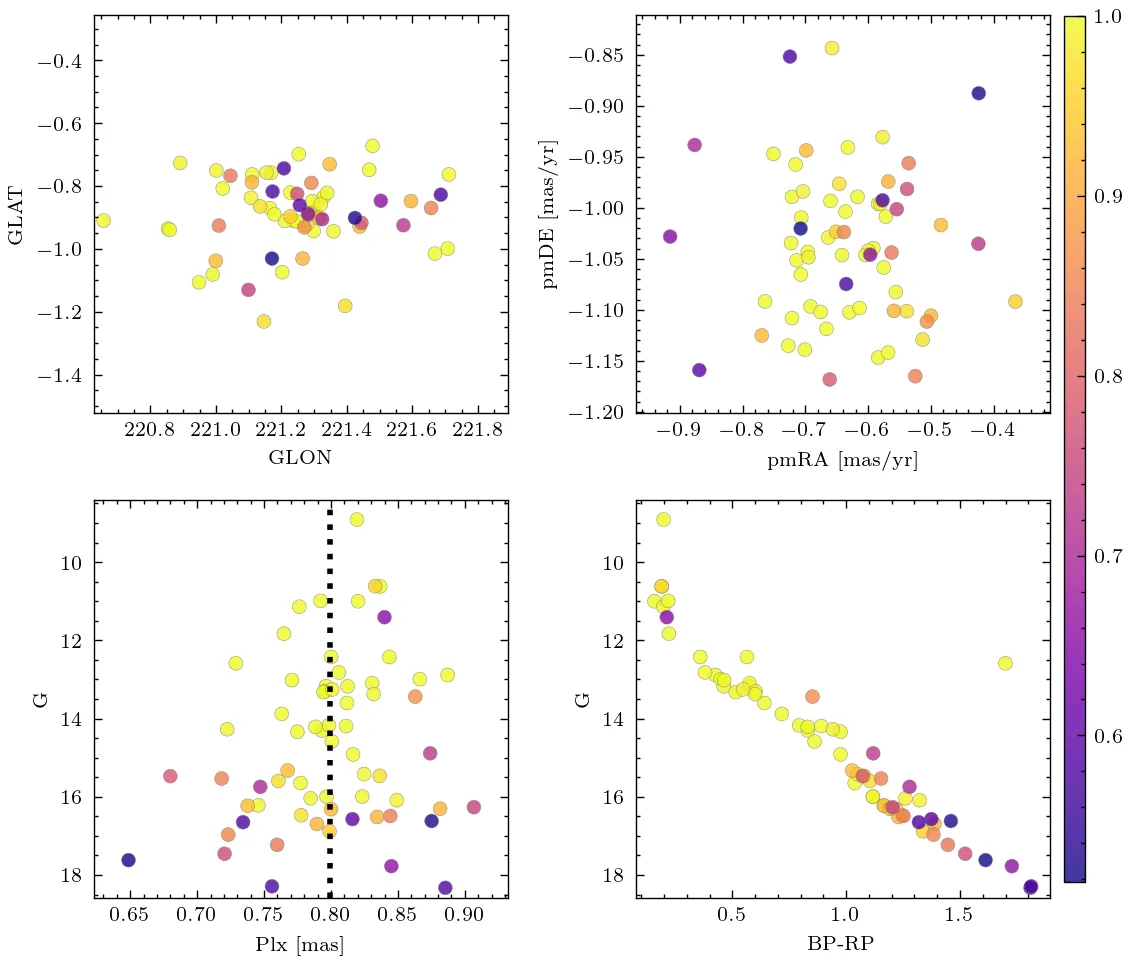 −0.4
−0.6
−0.8
−1.0
−1.2
−1.4
GLAT
220.8 221.0 221.2 221.4 221.6 221.8
GLON
−0.85
−0.90
−0.95
−1.00
−1.05
−1.10
−1.15
−1.20
pmDE [mas/yr]
−0.9 −0.8 −0.7 −0.6 −0.5 −0.4
pmRA [mas/yr]
1.0
0.9
0.8
0.7
0.6
10
12
14
16
18
G
0.65 0.70 0.75 0.80 0.85 0.90
Plx [mas]
10
12
14
16
18
G
0.5 1.0 1.5
BP-RP